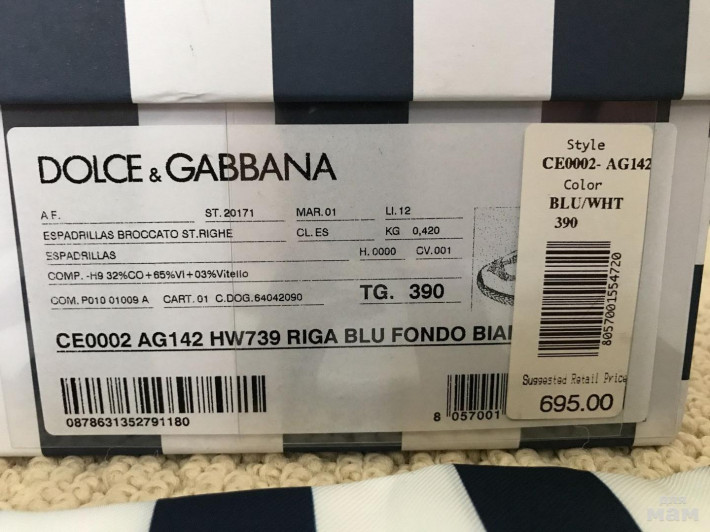 DOLCE & GABBANA
A.F. ST. 20171 MAR. 01 LI. 12
ESPADRILLAS BROCCATO ST.RIGHE CL. ES KG 0,420
ESPADRILLAS H. 0000 CV. 001
COMP. -H9 32%CO+65%VI+03%Vitello
COM. P010 01009 A CART. 01 C.DOG. 64042090 TG. 390
CE0002 AG142 HW739 RIGA BLU FONDO BIA
0878631352791180
8 057001
Style
CE0002- AG142
Color
BLU/WHT
390
8057001554720
Suggested Retail Price
695.00